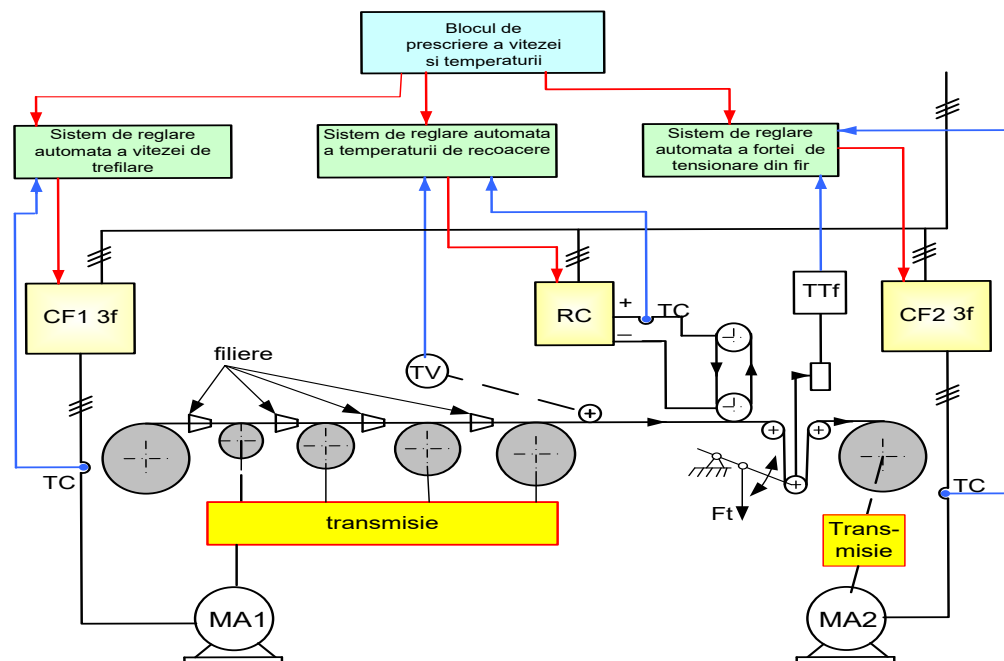 Blocul de
prescriere a vitezei
si temperaturii
Sistem de reglare
automata a vitezei de
trefilare
Sistem de reglare automata
a temperaturii de recoacere
Sistem de reglare
automata a fortei de
tensionare din fir
CF1 3f
RC
+
−
TC
TTf
CF2 3f
filiere
TV
TC
Ft
TC
transmisie
Trans-
misie
MA1
MA2